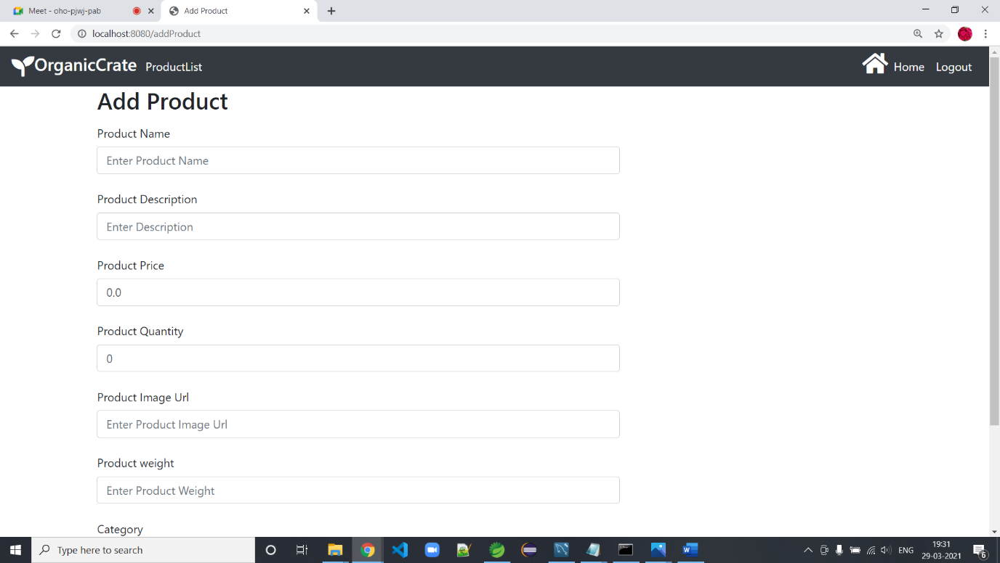 Meet - oho-pjwj-pab
Add Product
localhost:8080/addProduct
OrganicCrate ProductList Home Logout
Add Product
Product Name
Enter Product Name
Product Description
Enter Description
Product Price
0.0
Product Quantity
0
Product Image Url
Enter Product Image Url
Product weight
Enter Product Weight
Category
Type here to search
ENG
19:31
29-03-2021
6